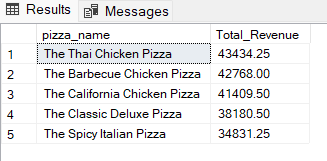 Results Messages
pizza_name Total_Revenue
1 The Thai Chicken Pizza 43434.25
2 The Barbecue Chicken Pizza 42768.00
3 The California Chicken Pizza 41409.50
4 The Classic Deluxe Pizza 38180.50
5 The Spicy Italian Pizza 34831.25